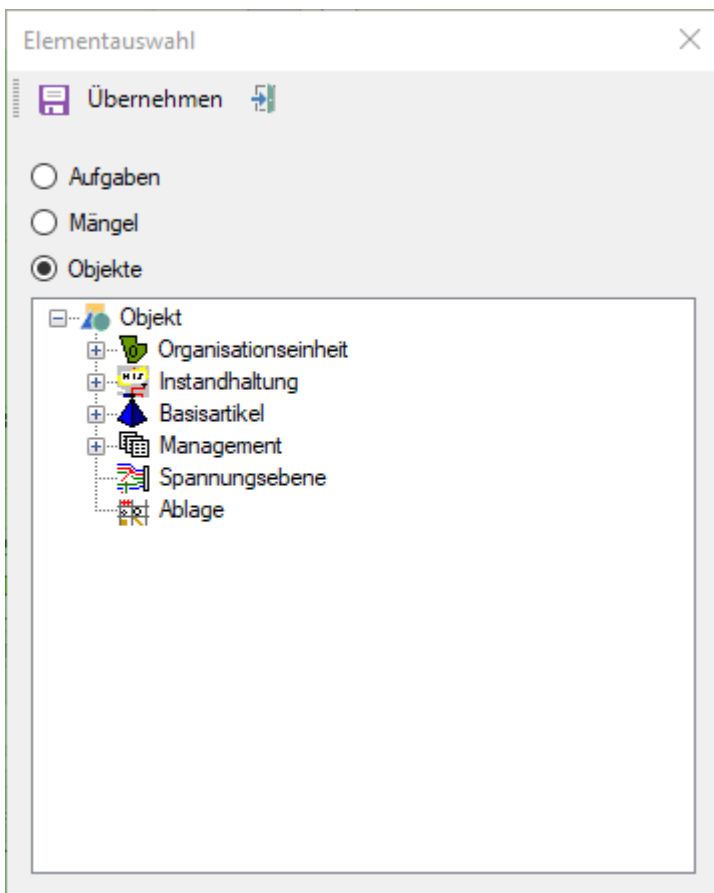 Elementauswahl
Übernehmen
Aufgaben
Mängel
Objekte
Objekt
Organisationseinheit
Instandhaltung
Basisartikel
Management
Spannungsebene
Ablage